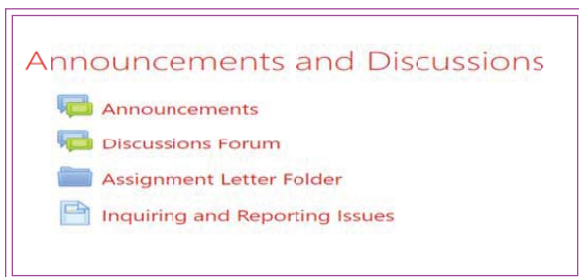 Announcements and Discussions
Announcements
Discussions Forum
Assignment Letter Folder
Inquiring and Reporting Issues